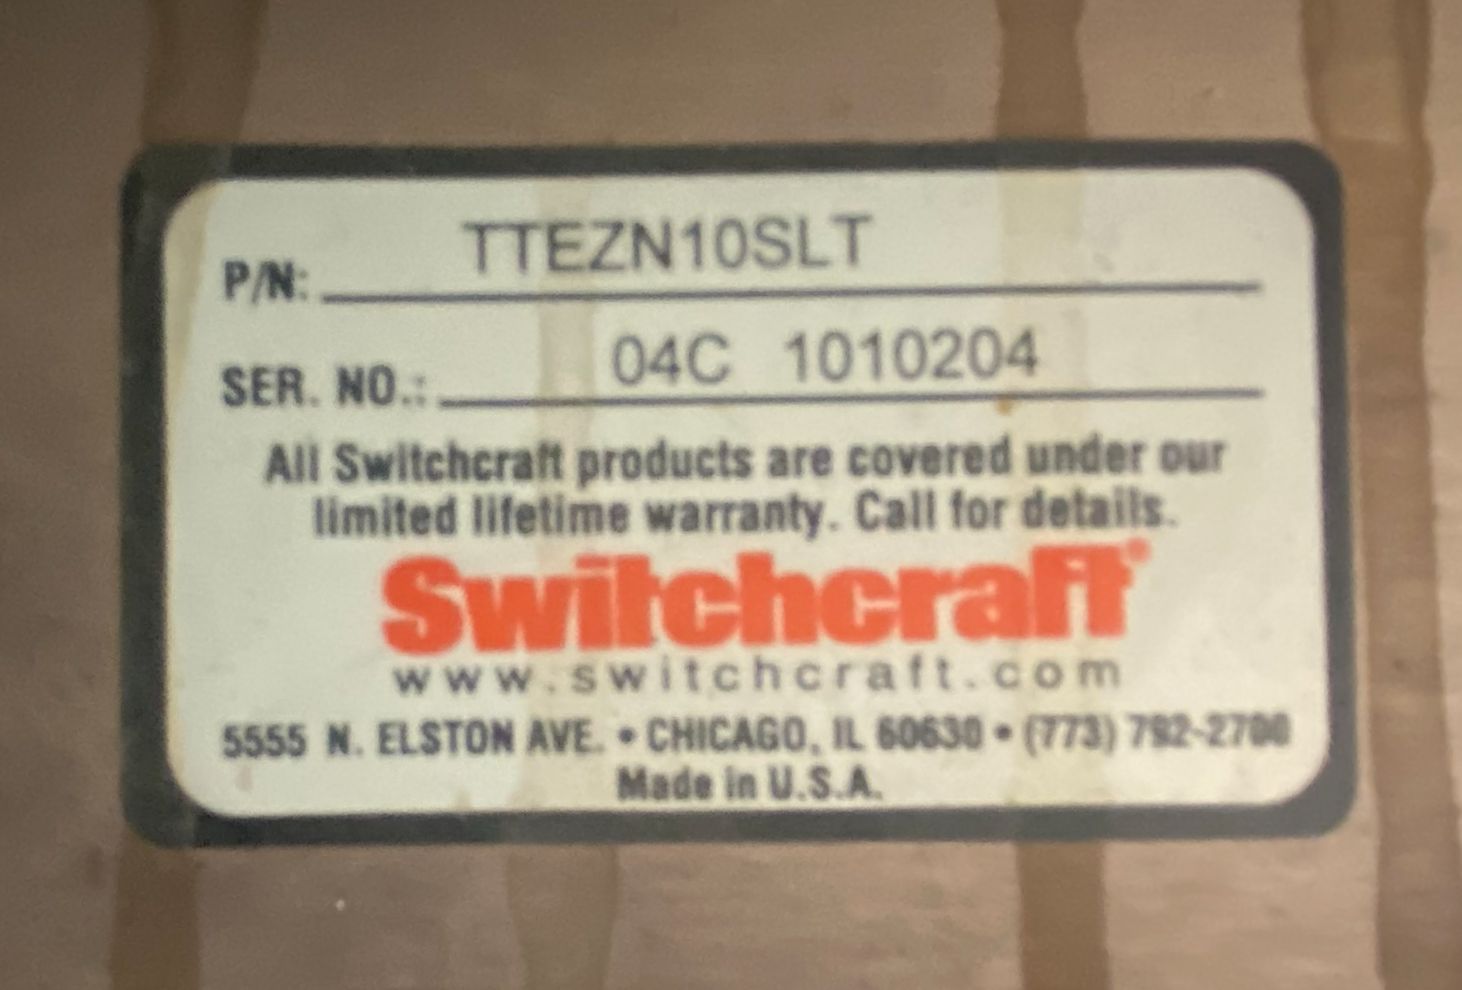 P/N: TTEZN10SLT
SER. NO.: 04C 1010204
All Switchcraft products are covered under our
limited lifetime warranty. Call for details.
Switchcraft®
www.switchcraft.com
5555 N. ELSTON AVE. • CHICAGO, IL 60630 • (773) 792-2700
Made in U.S.A.